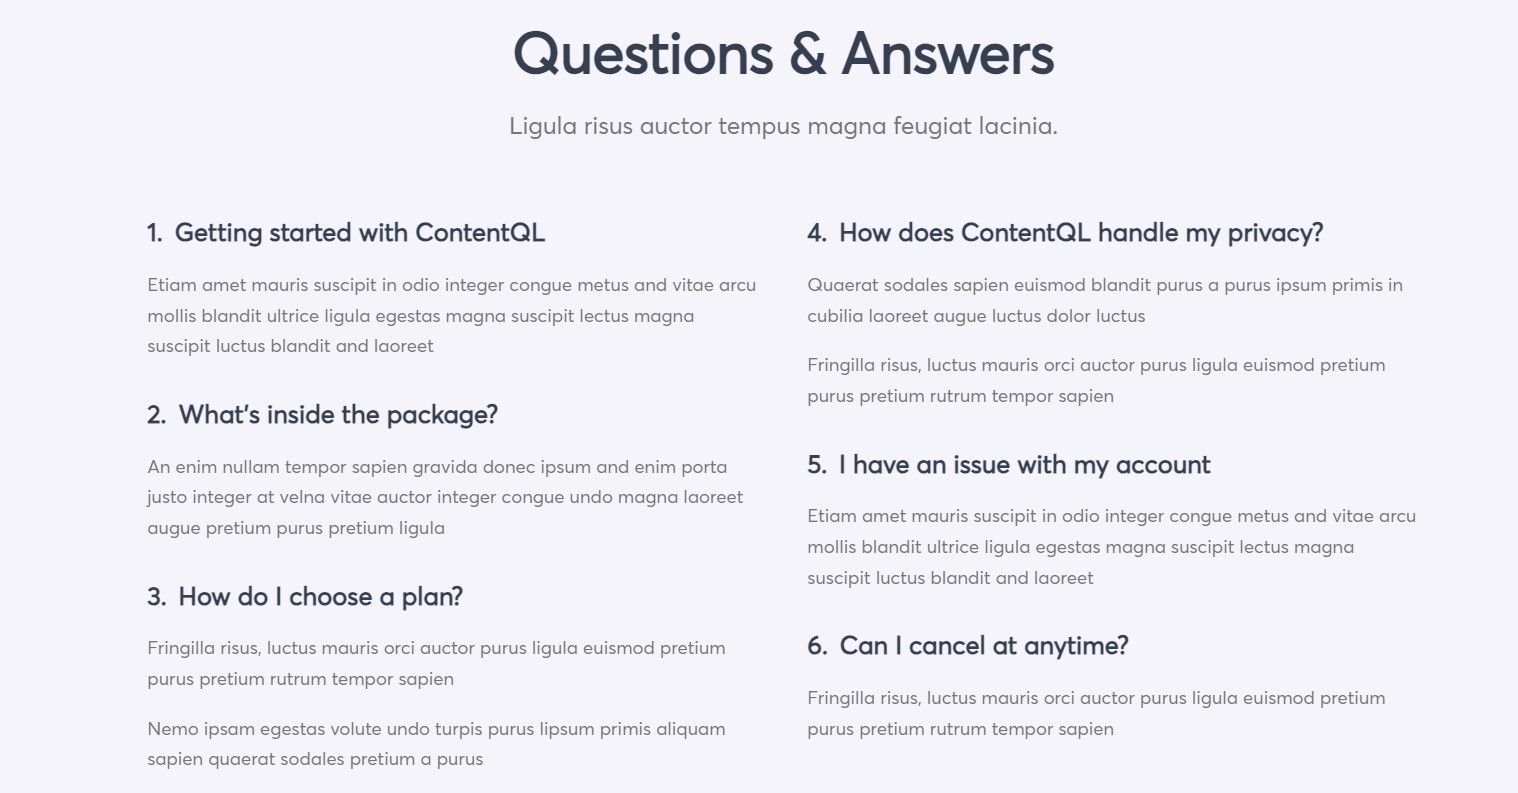 Questions & Answers
Ligula risus auctor tempus magna feugiat lacinia.
1. Getting started with ContentQL
Etiam amet mauris suscipit in odio integer congue metus and vitae arcu
mollis blandit ultrice ligula egestas magna suscipit lectus magna
suscipit luctus blandit and laoreet
2. What's inside the package?
An enim nullam tempor sapien gravida donec ipsum and enim porta
justo integer at velna vitae auctor integer congue undo magna laoreet
augue pretium purus pretium ligula
3. How do I choose a plan?
Fringilla risus, luctus mauris orci auctor purus ligula euismod pretium
purus pretium rutrum tempor sapien
Nemo ipsam egestas volute undo turpis purus lipsum primis aliquam
sapien quaerat sodales pretium a purus
4. How does ContentQL handle my privacy?
Quaerat sodales sapien euismod blandit purus a purus ipsum primis in
cubilia laoreet augue luctus dolor luctus
Fringilla risus, luctus mauris orci auctor purus ligula euismod pretium
purus pretium rutrum tempor sapien
5. I have an issue with my account
Etiam amet mauris suscipit in odio integer congue metus and vitae arcu
mollis blandit ultrice ligula egestas magna suscipit lectus magna
suscipit luctus blandit and laoreet
6. Can I cancel at anytime?
Fringilla risus, luctus mauris orci auctor purus ligula euismod pretium
purus pretium rutrum tempor sapien